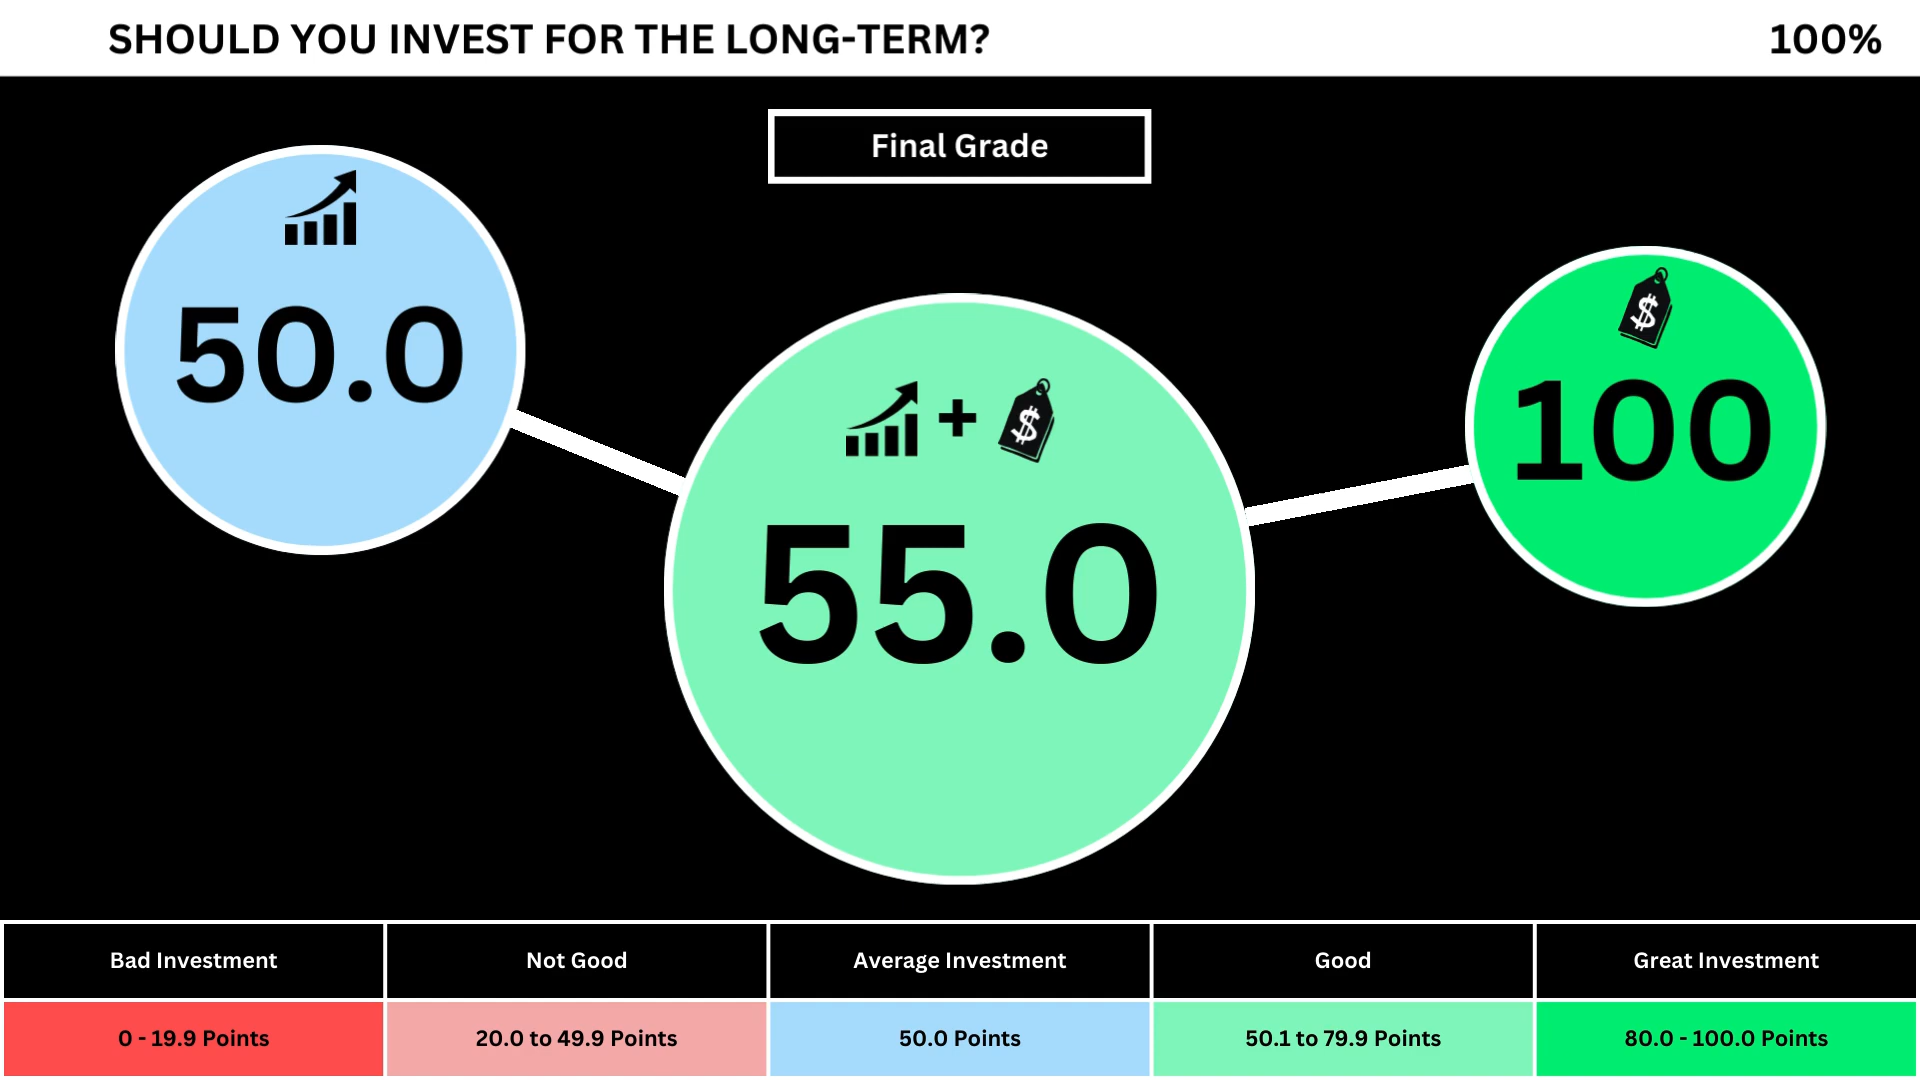 SHOULD YOU INVEST FOR THE LONG-TERM?
100%
Final Grade
50.0
+
55.0
$
100
$
Bad Investment
Not Good
Average Investment
Good
Great Investment
0 - 19.9 Points
20.0 to 49.9 Points
50.0 Points
50.1 to 79.9 Points
80.0 - 100.0 Points